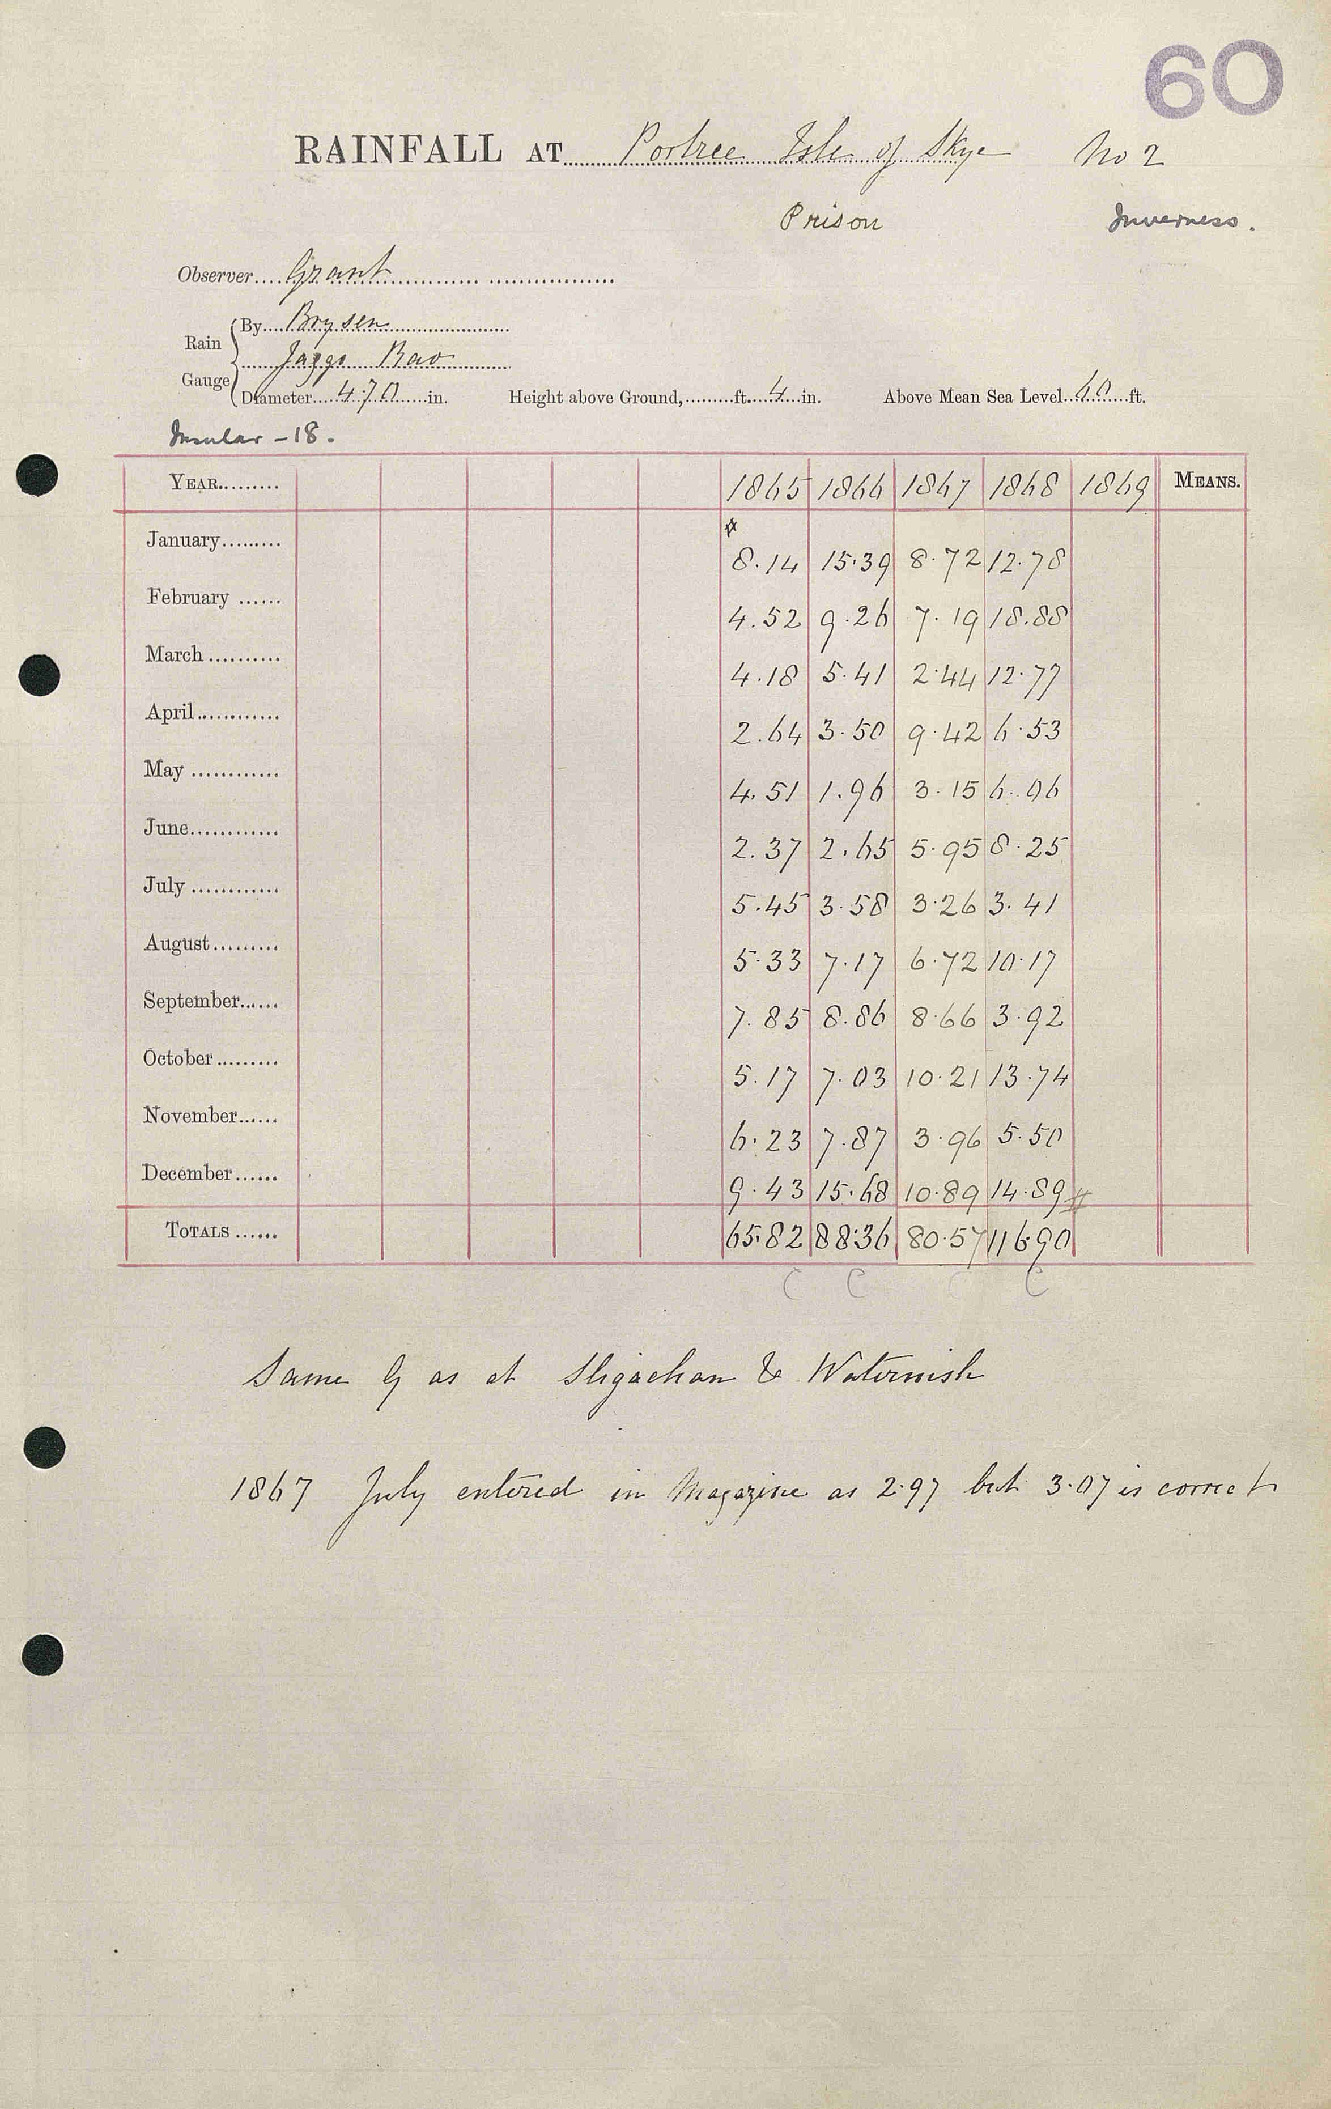 60
RAINFALL AT Portree Isle of Skye No 2
Prison Inverness.
Observer Grant
Rain Gauge
By Brysen
Diameter 4.70 in. Height above Ground, ft. 4 in. Above Mean Sea Level 60 ft.
Insular - 18.
YEAR 1865 1866 1867 1868 1869 MEANS.
January 8.14 15.39 8.72 12.78
February 4.52 9.26 7.19 18.88
March 4.18 5.41 2.44 12.77
April 2.64 3.50 9.42 6.53
May 4.51 1.96 3.15 6.06
June 2.37 2.65 5.95 8.25
July 5.45 3.58 3.26 3.41
August 5.33 7.17 6.72 10.17
September 7.85 8.86 8.66 3.92
October 5.17 7.03 10.21 13.74
November 6.23 7.87 3.96 5.50
December 9.43 15.68 10.89 14.89 #
TOTALS 65.82 88.36 80.57 116.90
C C C C
Same G as at Sligachan & Waternish
1867 July entered in Magazine as 2.97 but 3.07 is correct